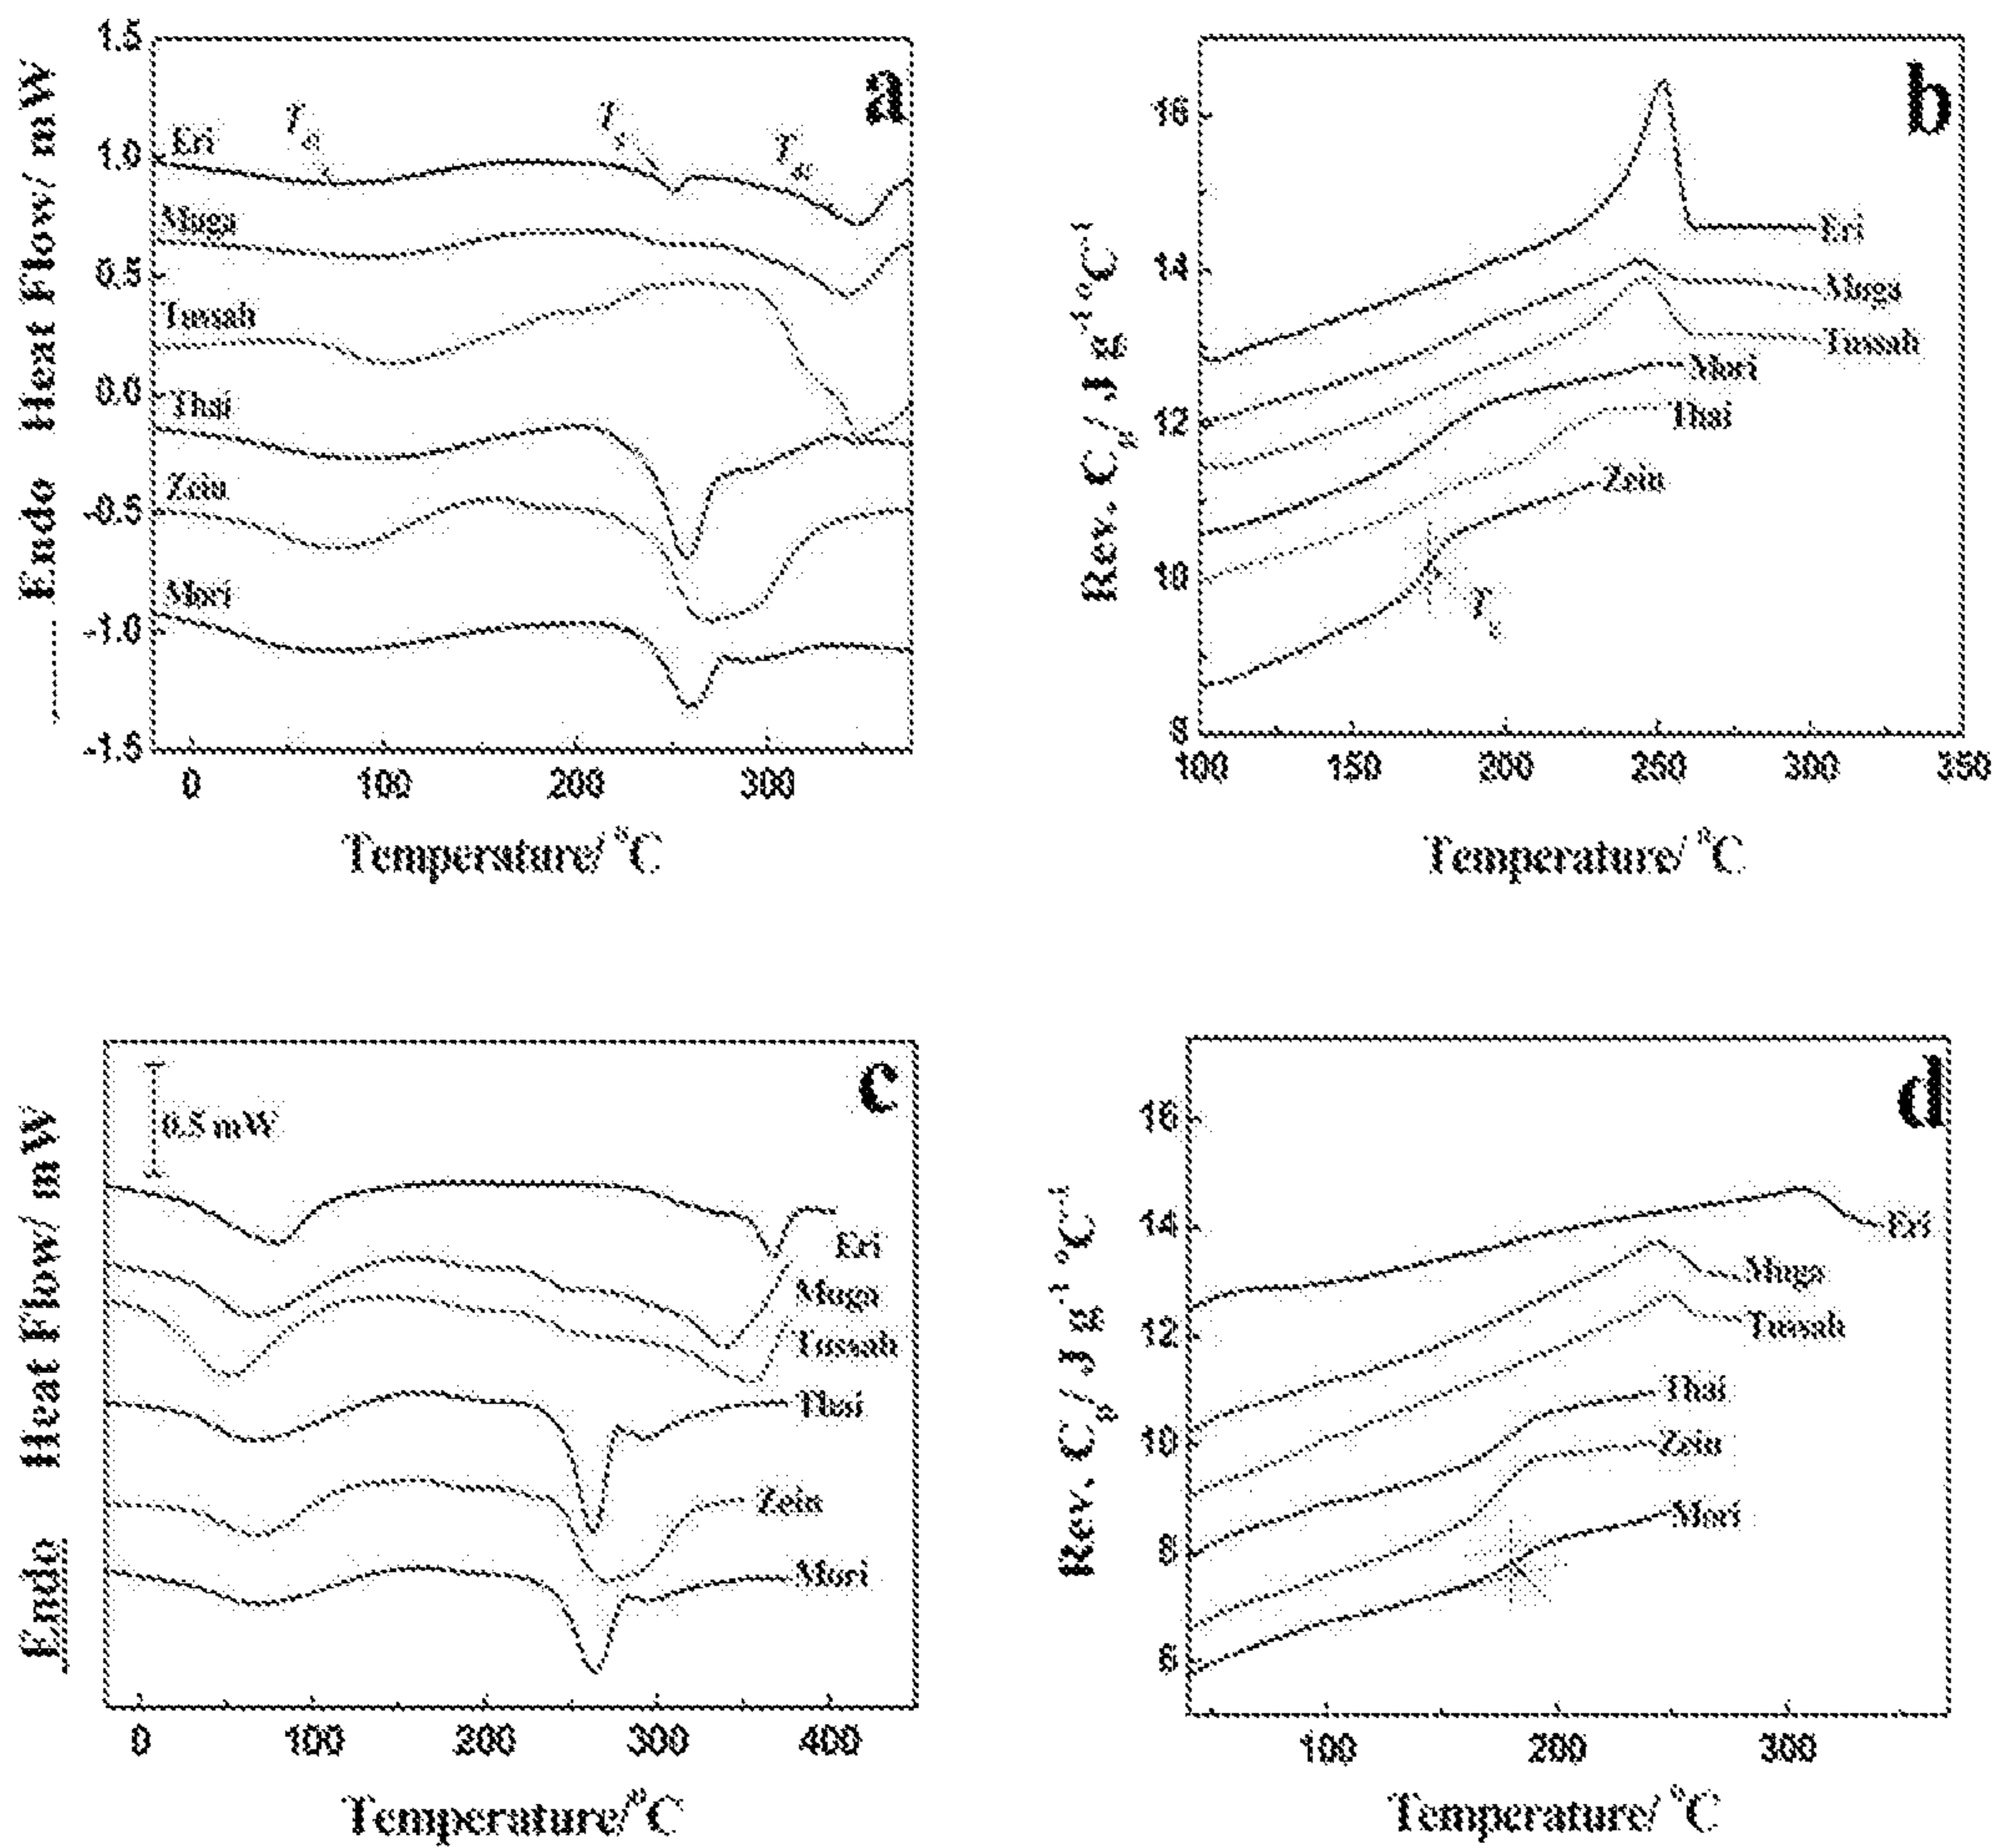 a
1.5
1.0
0.5
0.0
-0.5
-1.0
-1.5
Endo Heat Flow/ mW
Eri
Muga
Tussah
Thai
Zein
Mori
0 100 200 300
Temperature/ °C
b
16
14
12
10
8
Rev. Cp/ J g⁻¹ °C⁻¹
Eri
Muga
Tussah
Mori
Thai
Zein
Tg
100 150 200 250 300 350
Temperature/ °C
c
0.5 mW
Endo Heat Flow/ mW
Eri
Muga
Tussah
Thai
Zein
Mori
0 100 200 300 400
Temperature/°C
d
16
14
12
10
8
6
Rev. Cp/ J g⁻¹ °C⁻¹
Eri
Muga
Tussah
Thai
Zein
Mori
100 200 300
Temperature/ °C